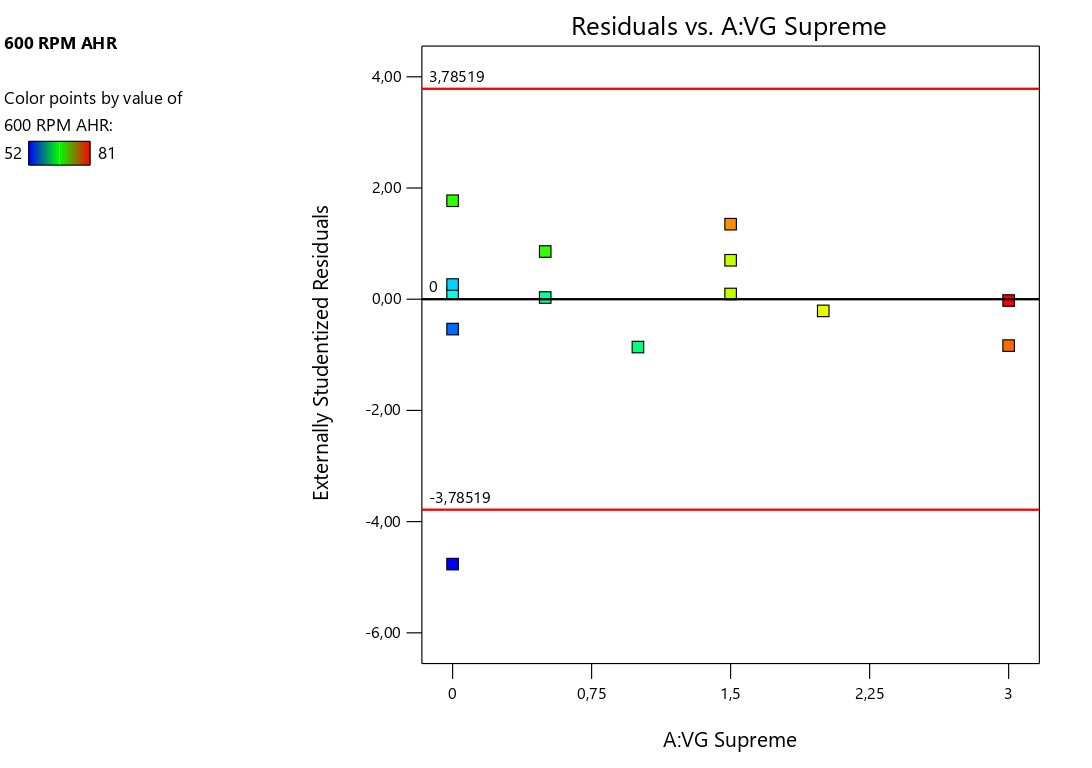 600 RPM AHR
Color points by value of
600 RPM AHR:
52 81
Residuals vs. A:VG Supreme
Externally Studentized Residuals
4,00
2,00
0,00
-2,00
-4,00
-6,00
3,78519
0
-3,78519
0 0,75 1,5 2,25 3
A:VG Supreme